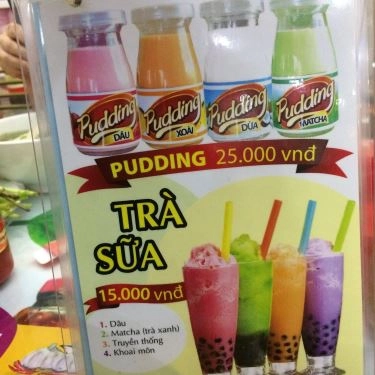 Pudding Pudding Pudding Pudding
DÂU XOÀI DỪA MATCHA
PUDDING 25.000 vnđ
TRÀ
SỮA
15.000 vnđ
1. Dâu
2. Matcha (trà xanh)
3. Truyền thống
4. Khoai môn